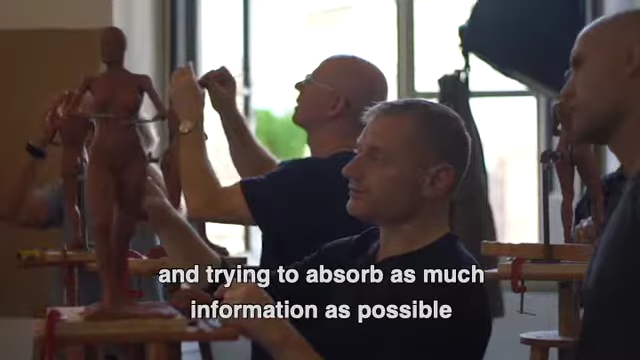 and trying to absorb as much
information as possible